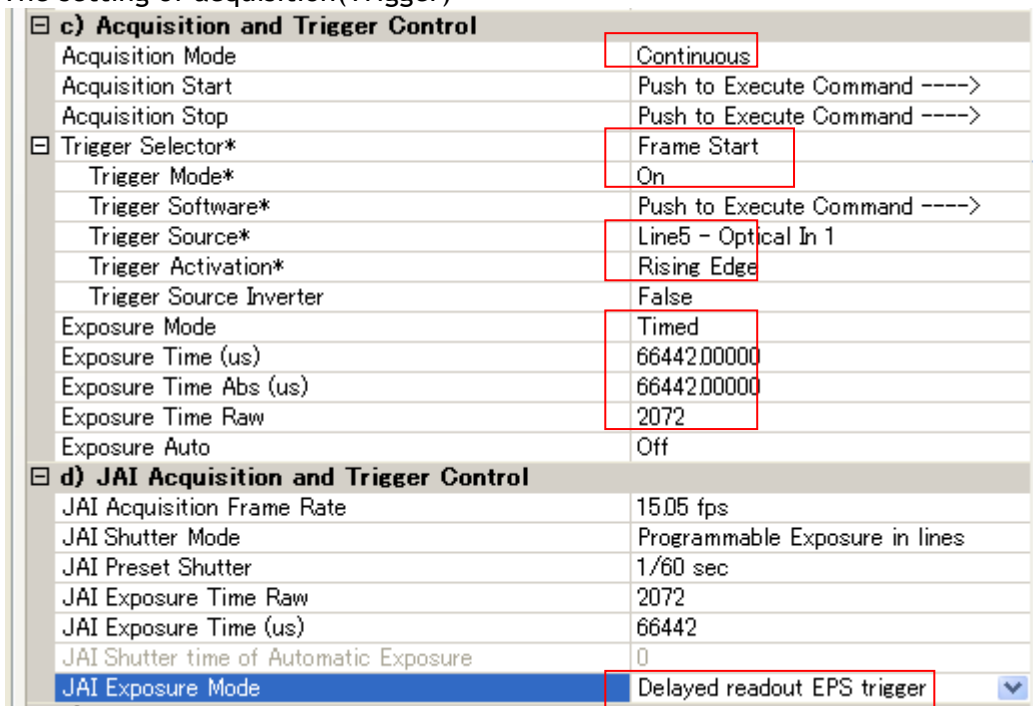 The setting of acquisition(Trigger)
c) Acquisition and Trigger Control
Acquisition Mode Continuous
Acquisition Start Push to Execute Command ---->
Acquisition Stop Push to Execute Command ---->
Trigger Selector* Frame Start
Trigger Mode* On
Trigger Software* Push to Execute Command ---->
Trigger Source* Line5 - Optical In 1
Trigger Activation* Rising Edge
Trigger Source Inverter False
Exposure Mode Timed
Exposure Time (us) 66442.00000
Exposure Time Abs (us) 66442.00000
Exposure Time Raw 2072
Exposure Auto Off
d) JAI Acquisition and Trigger Control
JAI Acquisition Frame Rate 15.05 fps
JAI Shutter Mode Programmable Exposure in lines
JAI Preset Shutter 1/60 sec
JAI Exposure Time Raw 2072
JAI Exposure Time (us) 66442
JAI Shutter time of Automatic Exposure 0
JAI Exposure Mode Delayed readout EPS trigger